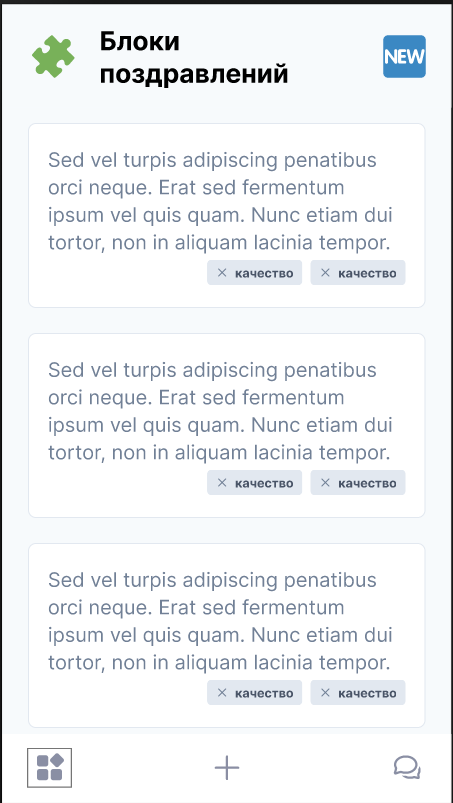 Блоки
поздравлений
NEW
Sed vel turpis adipiscing penatibus
orci neque. Erat sed fermentum
ipsum vel quis quam. Nunc etiam dui
tortor, non in aliquam lacinia tempor.
× качество × качество
Sed vel turpis adipiscing penatibus
orci neque. Erat sed fermentum
ipsum vel quis quam. Nunc etiam dui
tortor, non in aliquam lacinia tempor.
× качество × качество
Sed vel turpis adipiscing penatibus
orci neque. Erat sed fermentum
ipsum vel quis quam. Nunc etiam dui
tortor, non in aliquam lacinia tempor.
× качество × качество